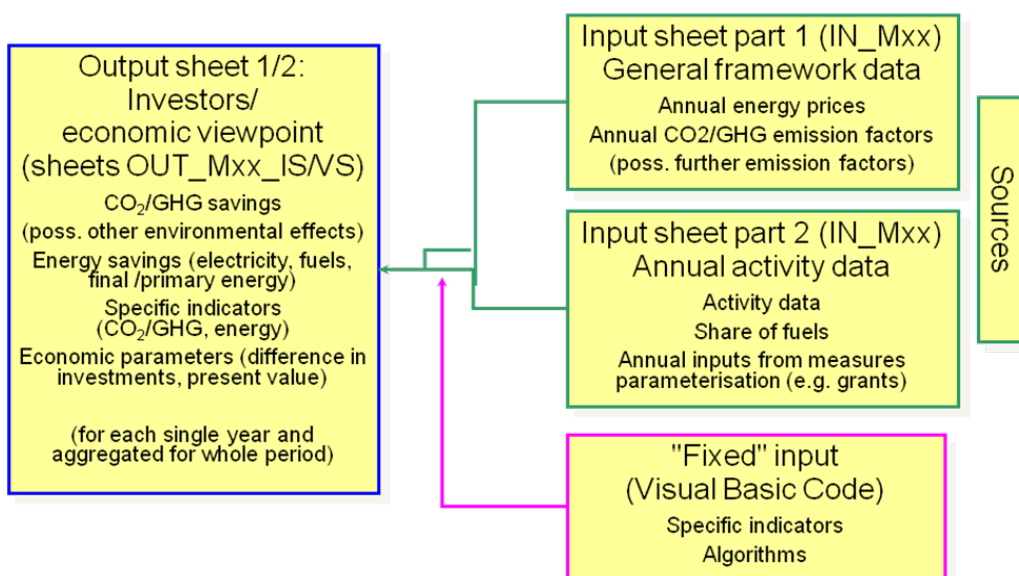 Output sheet 1/2:
Investors/
economic viewpoint
(sheets OUT_Mxx_IS/VS)
CO₂/GHG savings
(poss. other environmental effects)
Energy savings (electricity, fuels,
final /primary energy)
Specific indicators
(CO₂/GHG, energy)
Economic parameters (difference in
investments, present value)
(for each single year and
aggregated for whole period)
Input sheet part 1 (IN_Mxx)
General framework data
Annual energy prices
Annual CO2/GHG emission factors
(poss. further emission factors)
Input sheet part 2 (IN_Mxx)
Annual activity data
Activity data
Share of fuels
Annual inputs from measures
parameterisation (e.g. grants)
"Fixed" input
(Visual Basic Code)
Specific indicators
Algorithms
Sources